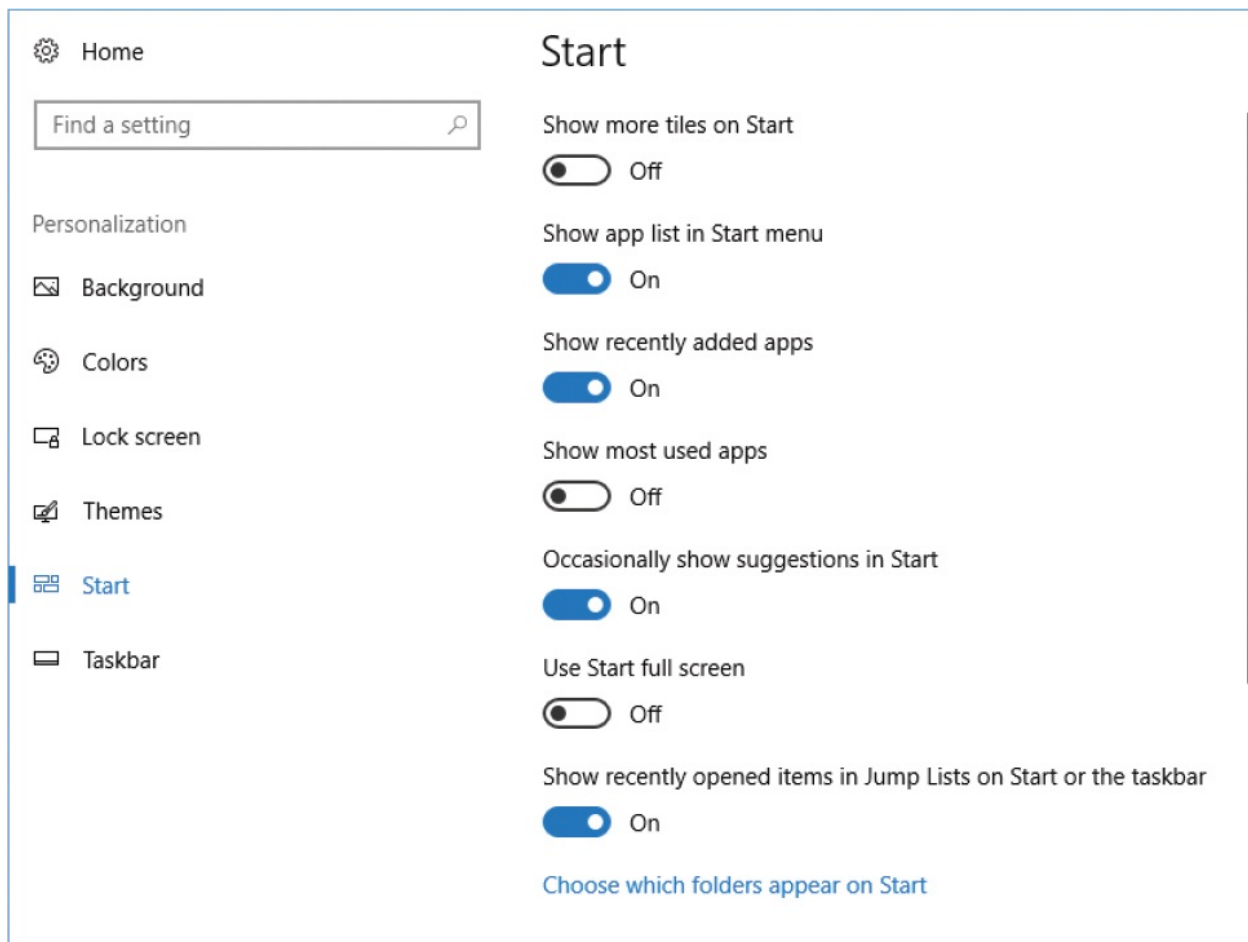 Home
Find a setting
Personalization
Background
Colors
Lock screen
Themes
Start
Taskbar
Start
Show more tiles on Start
Off
Show app list in Start menu
On
Show recently added apps
On
Show most used apps
Off
Occasionally show suggestions in Start
On
Use Start full screen
Off
Show recently opened items in Jump Lists on Start or the taskbar
On
Choose which folders appear on Start